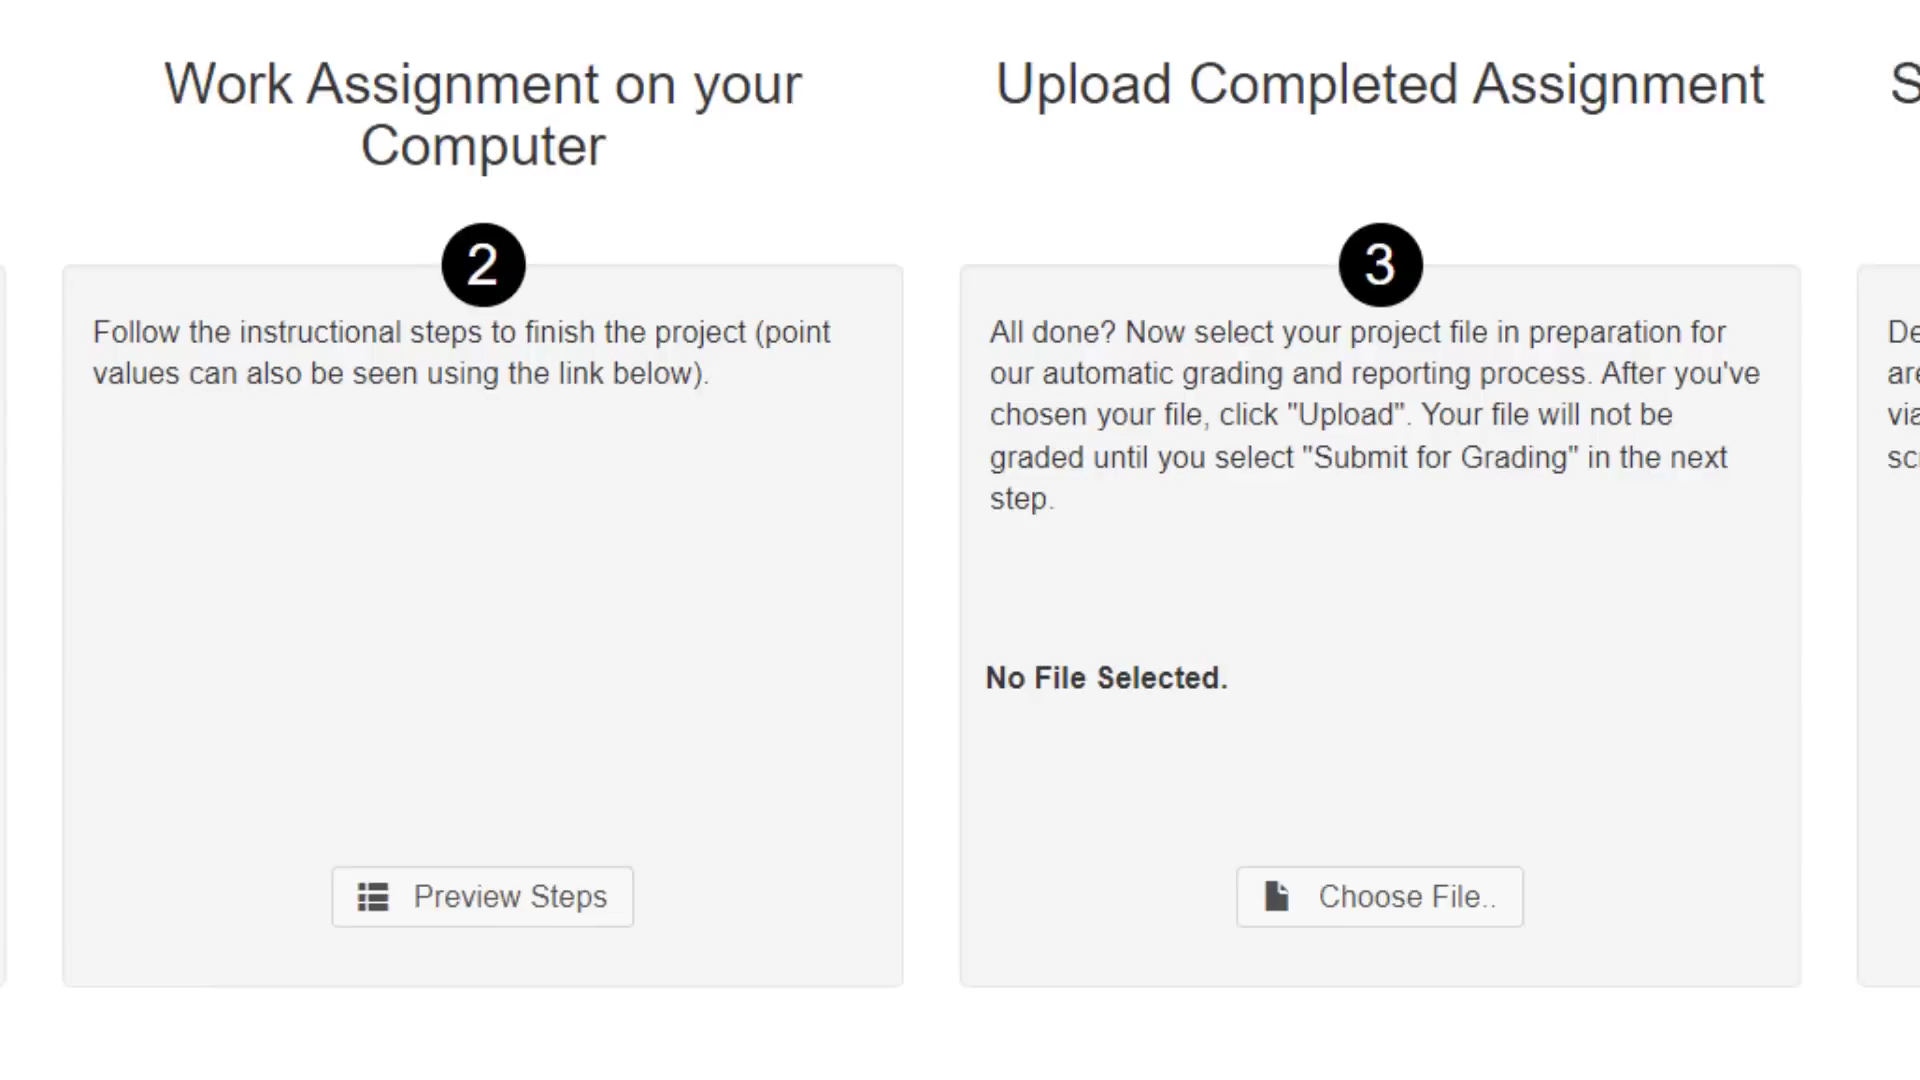 Work Assignment on your
Computer
2
Follow the instructional steps to finish the project (point
values can also be seen using the link below).
Preview Steps
Upload Completed Assignment
3
All done? Now select your project file in preparation for
our automatic grading and reporting process. After you've
chosen your file, click "Upload". Your file will not be
graded until you select "Submit for Grading" in the next
step.
No File Selected.
Choose File..